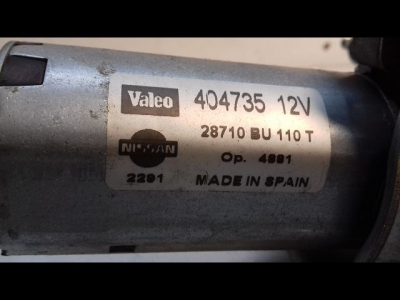 Valeo 404735 12V
28710 BU 110 T
NISSAN Op. 4991
2291 MADE IN SPAIN